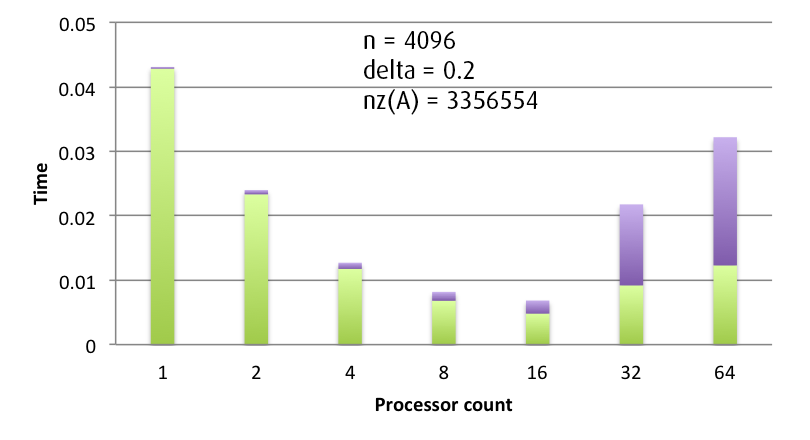 n = 4096
delta = 0.2
nz(A) = 3356554
Time
0.05
0.04
0.03
0.02
0.01
0
1 2 4 8 16 32 64
Processor count